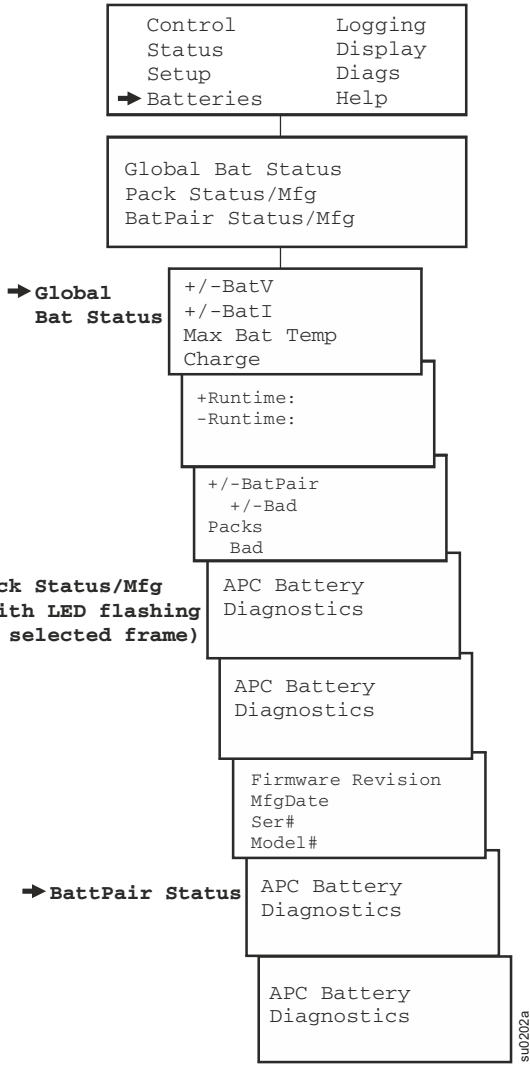 Control Logging
Status Display
Setup Diags
Batteries Help
Global Bat Status
Pack Status/Mfg
BatPair Status/Mfg
Global
Bat Status
+/-BatV
+/-BatI
Max Bat Temp
Charge
+Runtime:
-Runtime:
+/-BatPair
+/-Bad
Packs
Bad
ck Status/Mfg
ith LED flashing
selected frame)
APC Battery
Diagnostics
APC Battery
Diagnostics
Firmware Revision
MfgDate
Ser#
Model#
BattPair Status
APC Battery
Diagnostics
APC Battery
Diagnostics
su0202a